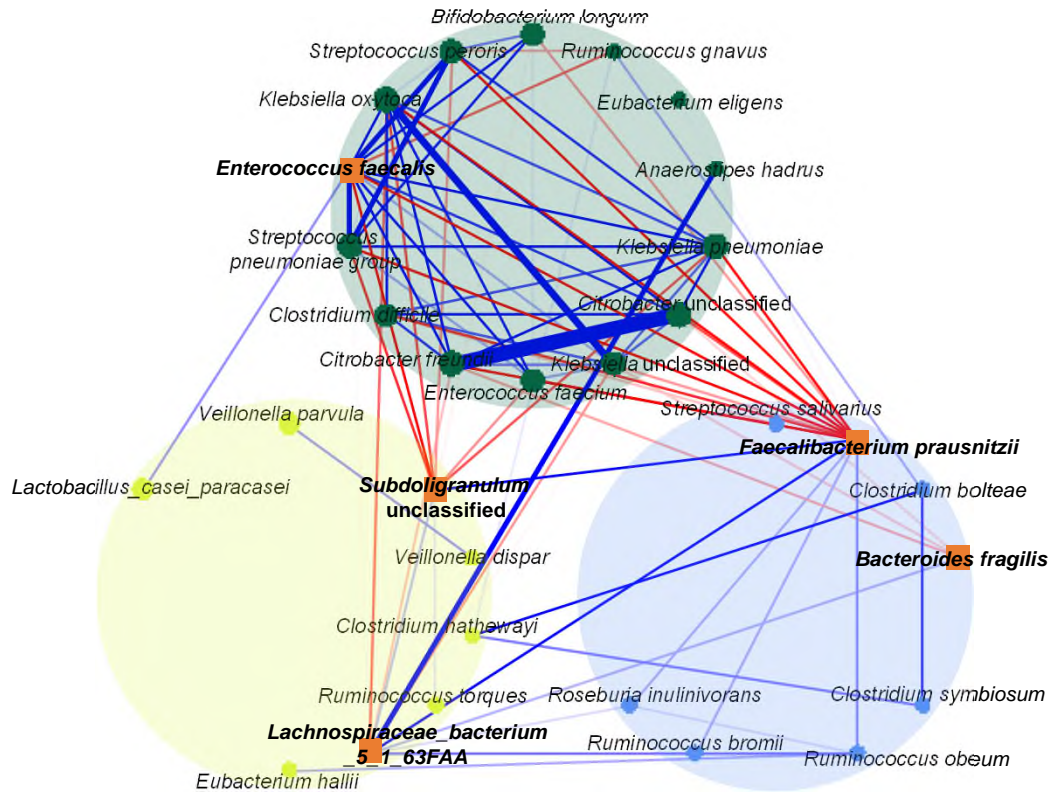 Bifidobacterium longum
Streptococcus peroris
Ruminococcus gnavus
Klebsiella oxytoca
Eubacterium eligens
Enterococcus faecalis
Anaerostipes hadrus
Streptococcus
pneumoniae group
Klebsiella pneumoniae
Clostridium difficile
Citrobacter unclassified
Citrobacter freundii
Klebsiella unclassified
Enterococcus faecium
Veillonella parvula
Streptococcus salivarius
Faecalibacterium prausnitzii
Lactobacillus_casei_paracasei
Subdoligranulum
unclassified
Clostridium bolteae
Veillonella dispar
Bacteroides fragilis
Clostridium hathewayi
Ruminococcus torques
Roseburia inulinivorans
Clostridium symbiosum
Lachnospiraceae_bacterium
_5_1_63FAA
Ruminococcus bromii
Ruminococcus obeum
Eubacterium hallii